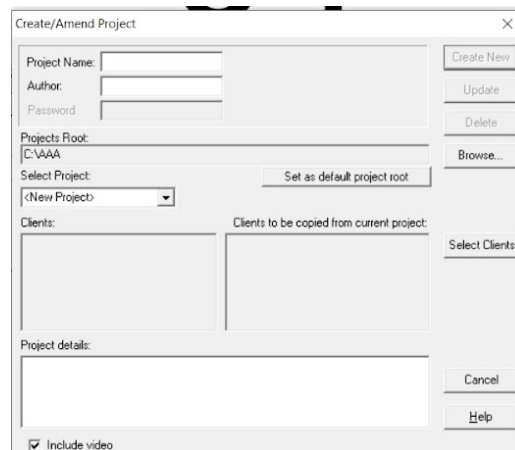 Create/Amend Project
Project Name:
Create New
Author:
Update
Password
Delete
Projects Root:
C:\AAA
Browse...
Select Project:
Set as default project root
<New Project>
Clients:
Clients to be copied from current project:
Select Clients
Project details:
Cancel
Help
Include video